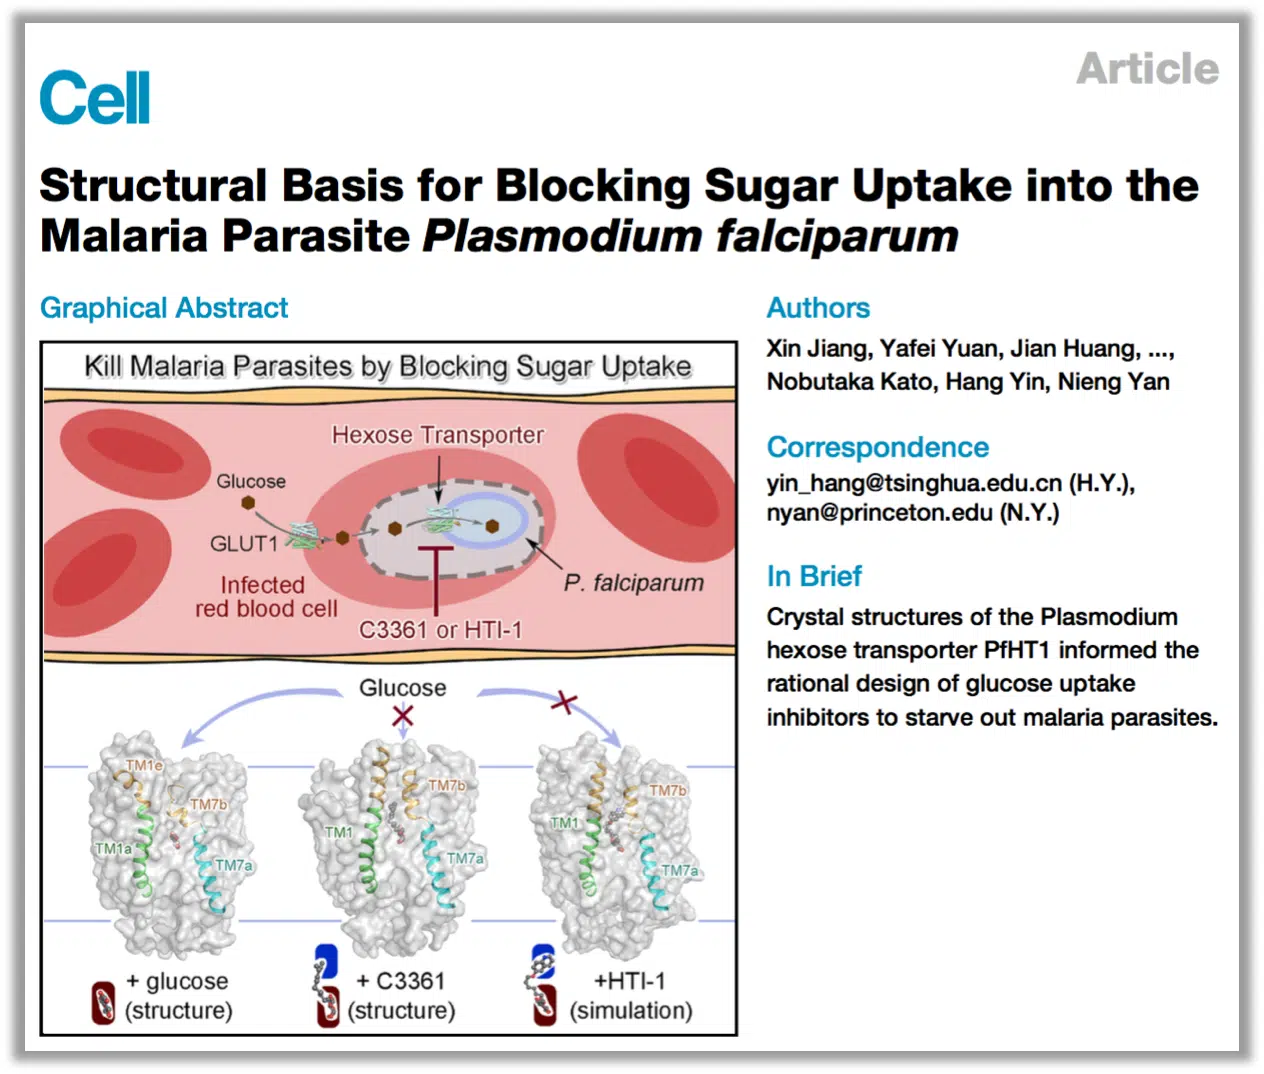 Article
Cell
Structural Basis for Blocking Sugar Uptake into the
Malaria Parasite Plasmodium falciparum
Graphical Abstract
Kill Malaria Parasites by Blocking Sugar Uptake
Hexose Transporter
Glucose
GLUT1
Infected
red blood cell
P. falciparum
C3361 or HTI-1
Glucose
TM1e
TM7b
TM1a
TM7a
TM7b
TM1
TM7a
TM7b
TM1
TM7a
+ glucose
(structure)
+ C3361
(structure)
+HTI-1
(simulation)
Authors
Xin Jiang, Yafei Yuan, Jian Huang, ...,
Nobutaka Kato, Hang Yin, Nieng Yan
Correspondence
yin_hang@tsinghua.edu.cn (H.Y.),
nyan@princeton.edu (N.Y.)
In Brief
Crystal structures of the Plasmodium
hexose transporter PfHT1 informed the
rational design of glucose uptake
inhibitors to starve out malaria parasites.